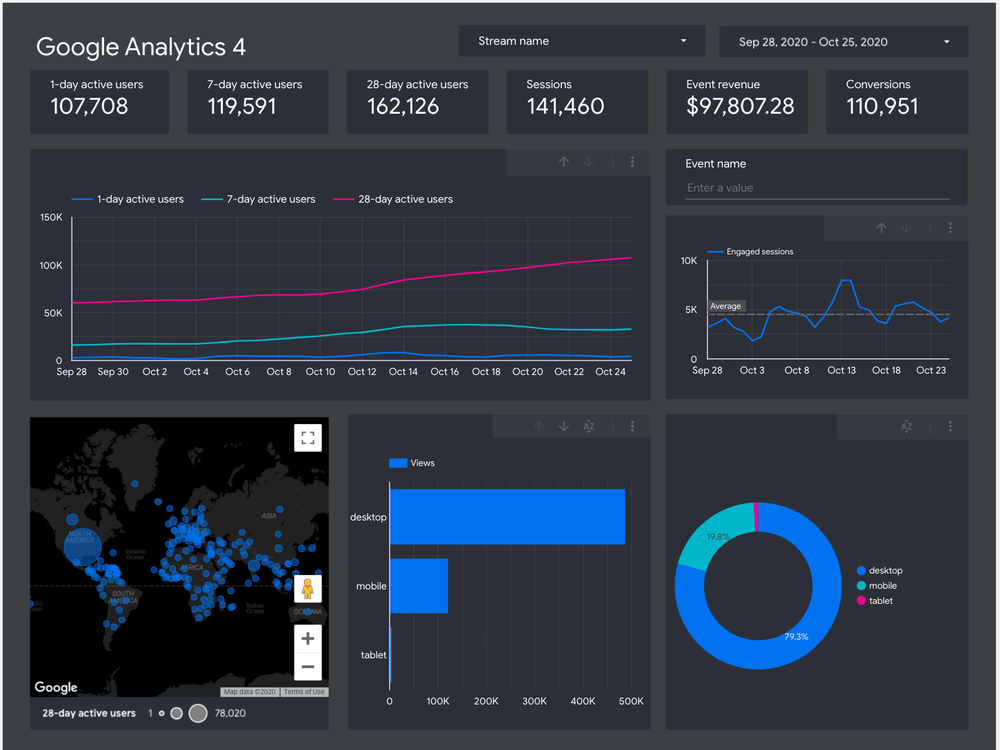 Google Analytics 4
Stream name
Sep 28, 2020 - Oct 25, 2020
1-day active users
107,708
7-day active users
119,591
28-day active users
162,126
Sessions
141,460
Event revenue
$97,807.28
Conversions
110,951
1-day active users 7-day active users 28-day active users
150K
100K
50K
0
Sep 28 Sep 30 Oct 2 Oct 4 Oct 6 Oct 8 Oct 10 Oct 12 Oct 14 Oct 16 Oct 18 Oct 20 Oct 22 Oct 24
Event name
Enter a value
Engaged sessions
10K
Average
5K
0
Sep 28 Oct 3 Oct 8 Oct 13 Oct 18 Oct 23
NORTH
AMERICA
Atlantic
Ocean
ASIA
AFRICA
SOUTH
AMERICA
Indian
Ocean
OCEANIA
Google
Map data ©2020 Terms of Use
28-day active users 1 78,020
AZ
Views
desktop
mobile
tablet
0 100K 200K 300K 400K 500K
AZ
19.8%
79.3%
desktop
mobile
tablet